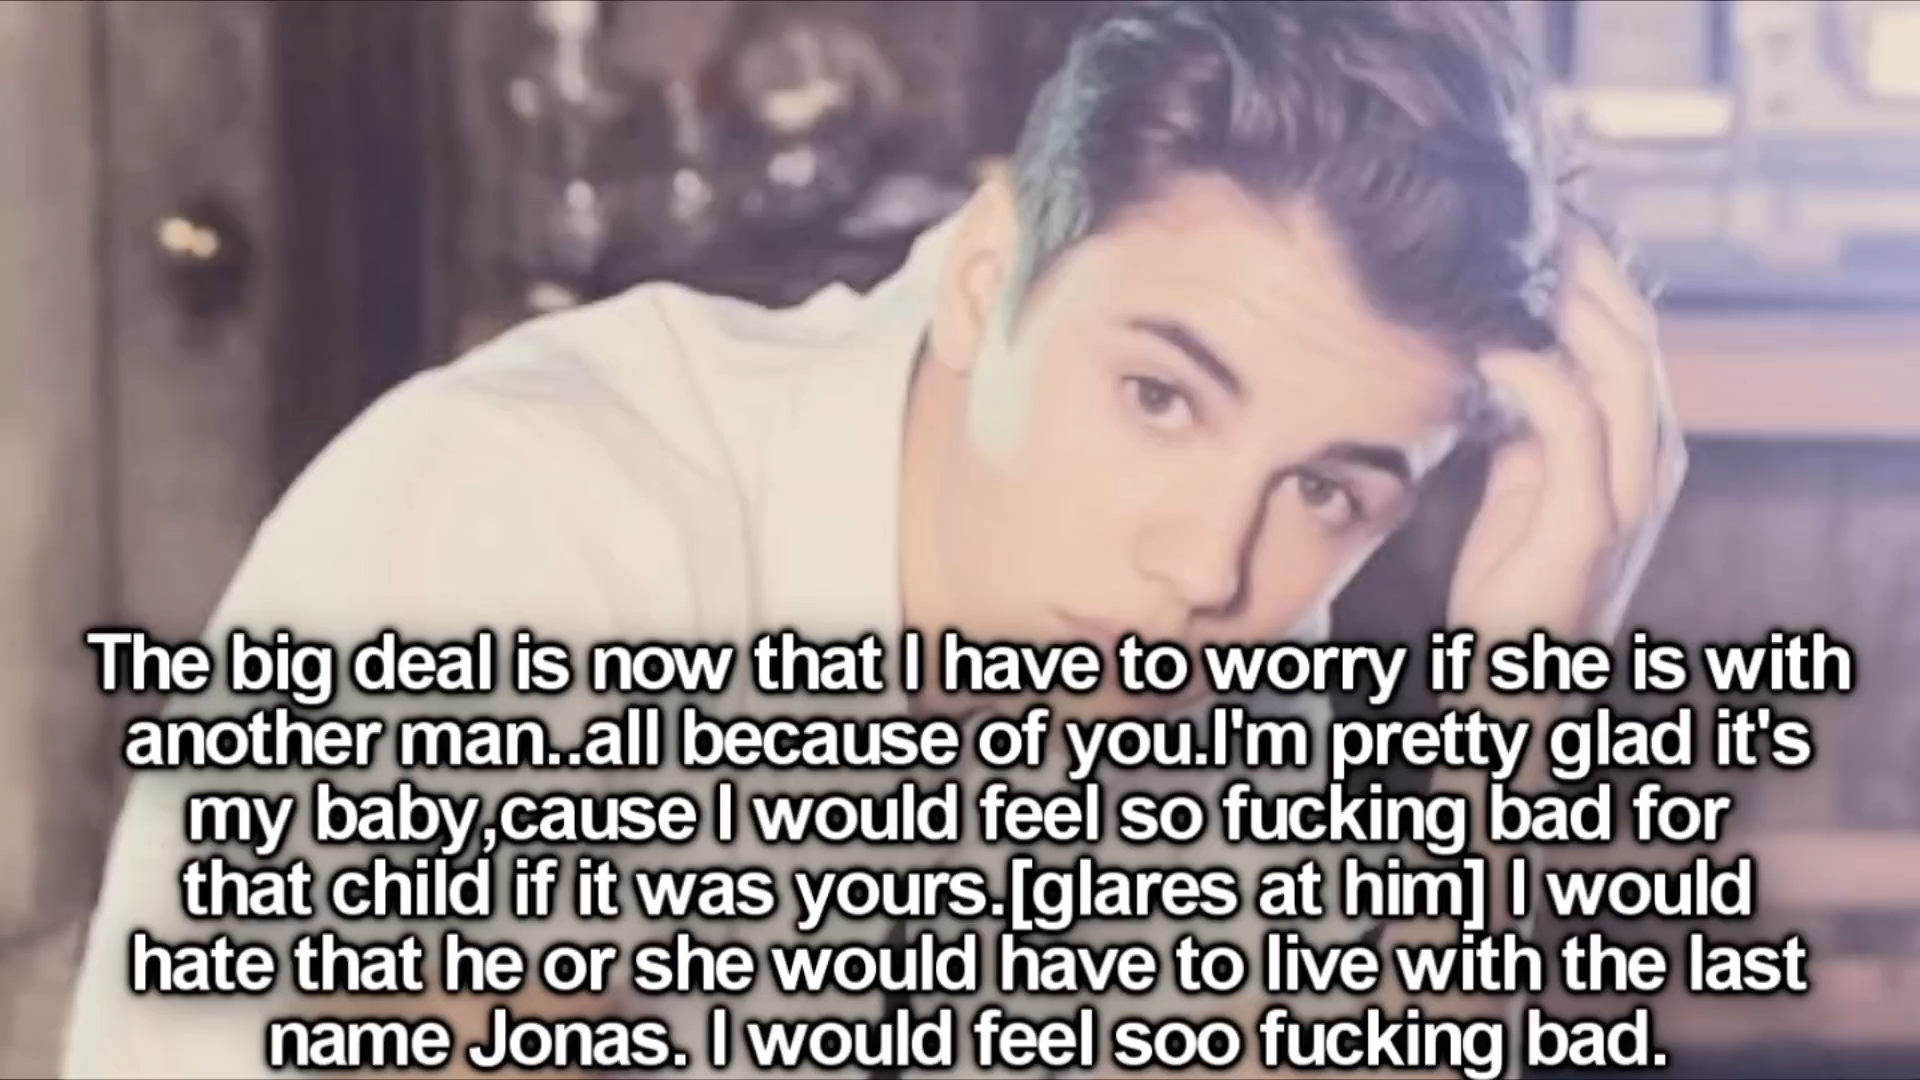 The big deal is now that I have to worry if she is with
another man..all because of you.I'm pretty glad it's
my baby,cause I would feel so fucking bad for
that child if it was yours.[glares at him] I would
hate that he or she would have to live with the last
name Jonas. I would feel soo fucking bad.